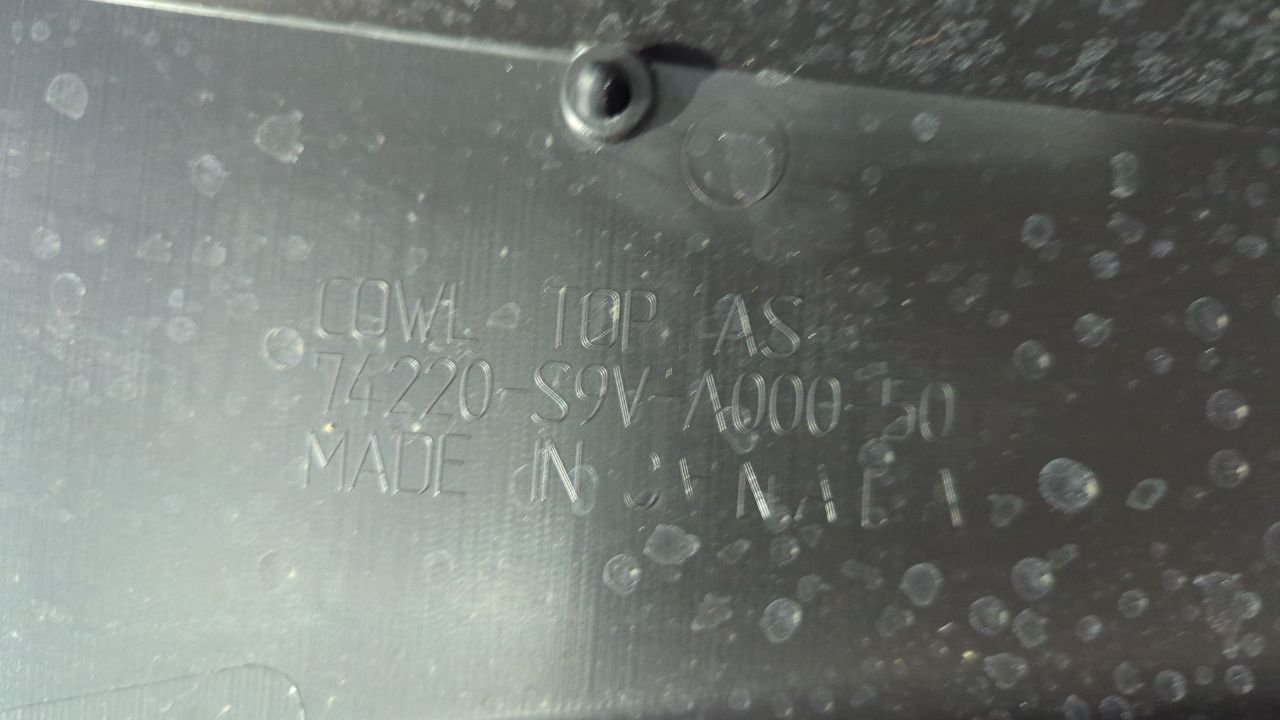 COWL TOP AS
74220-S9V-A000-50
MADE IN CANADA